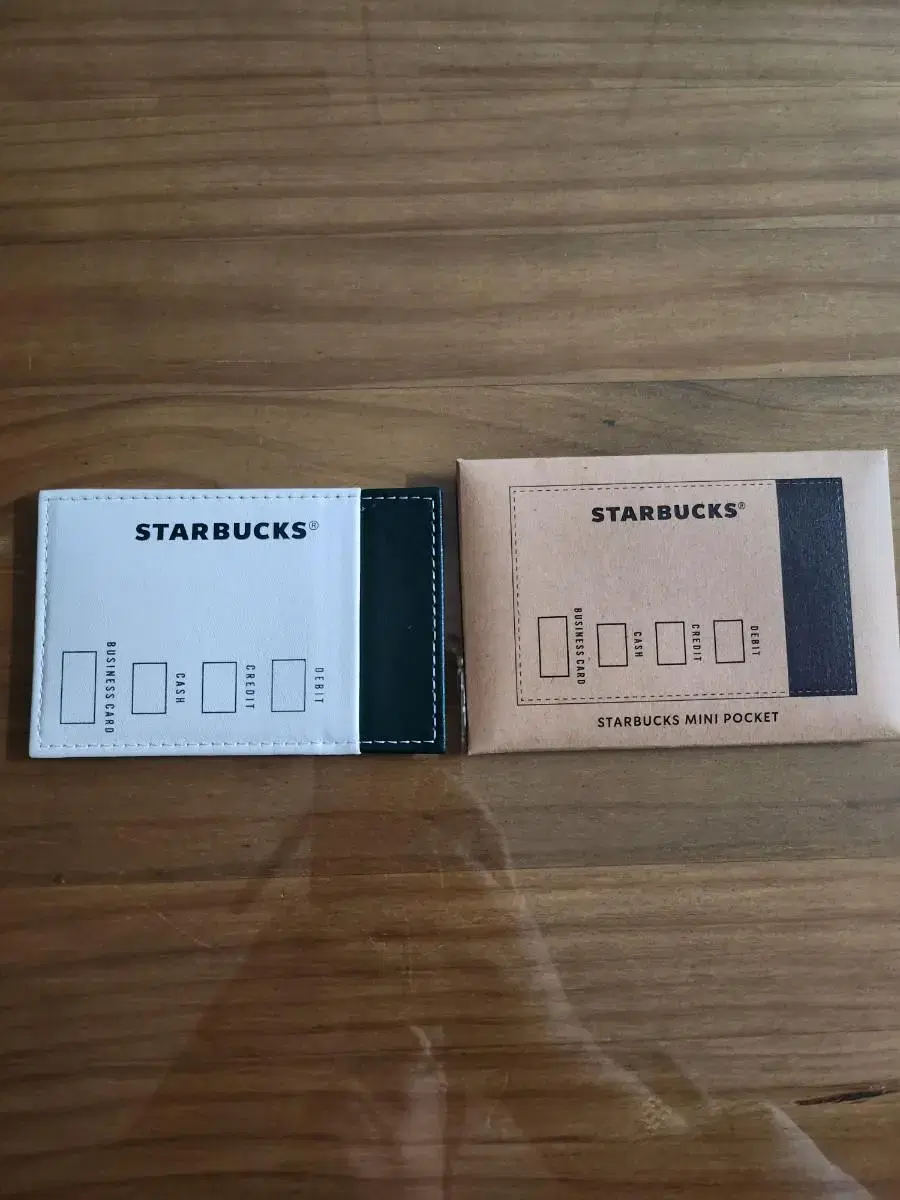 STARBUCKS®
BUSINESS CARD
CASH
CREDIT
DEBIT
STARBUCKS®
BUSINESS CARD
CASH
CREDIT
DEBIT
STARBUCKS MINI POCKET